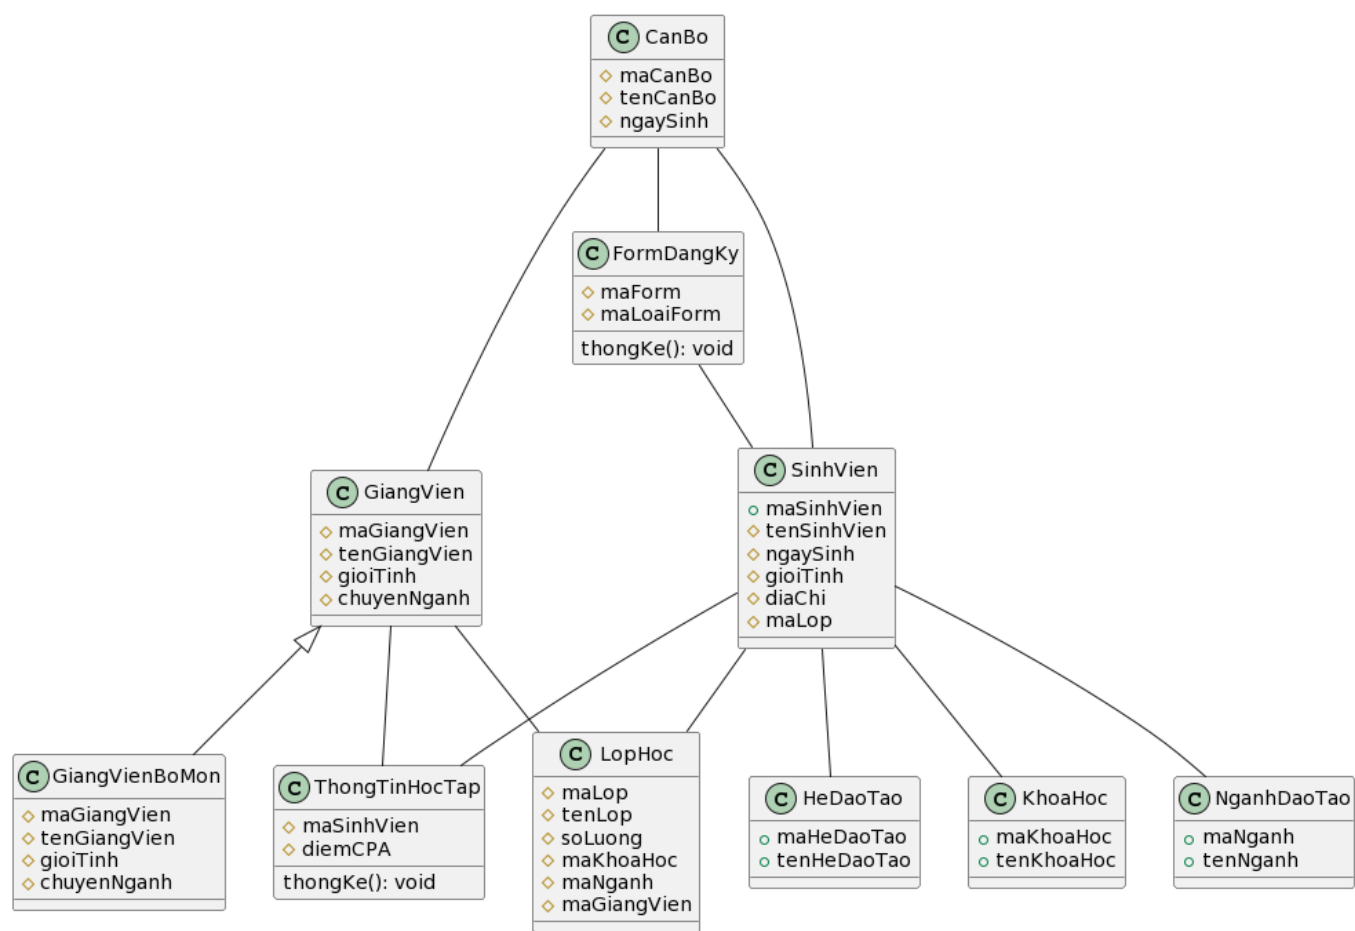 C CanBo
maCanBo
tenCanBo
ngaySinh
C FormDangKy
maForm
maLoaiForm
thongKe(): void
C GiangVien
maGiangVien
tenGiangVien
gioiTinh
chuyenNganh
C SinhVien
maSinhVien
tenSinhVien
ngaySinh
gioiTinh
diaChi
maLop
C GiangVienBoMon
maGiangVien
tenGiangVien
gioiTinh
chuyenNganh
C ThongTinHocTap
maSinhVien
diemCPA
thongKe(): void
C LopHoc
maLop
tenLop
soLuong
maKhoaHoc
maNganh
maGiangVien
C HeDaoTao
maHeDaoTao
tenHeDaoTao
C KhoaHoc
maKhoaHoc
tenKhoaHoc
C NganhDaoTao
maNganh
tenNganh